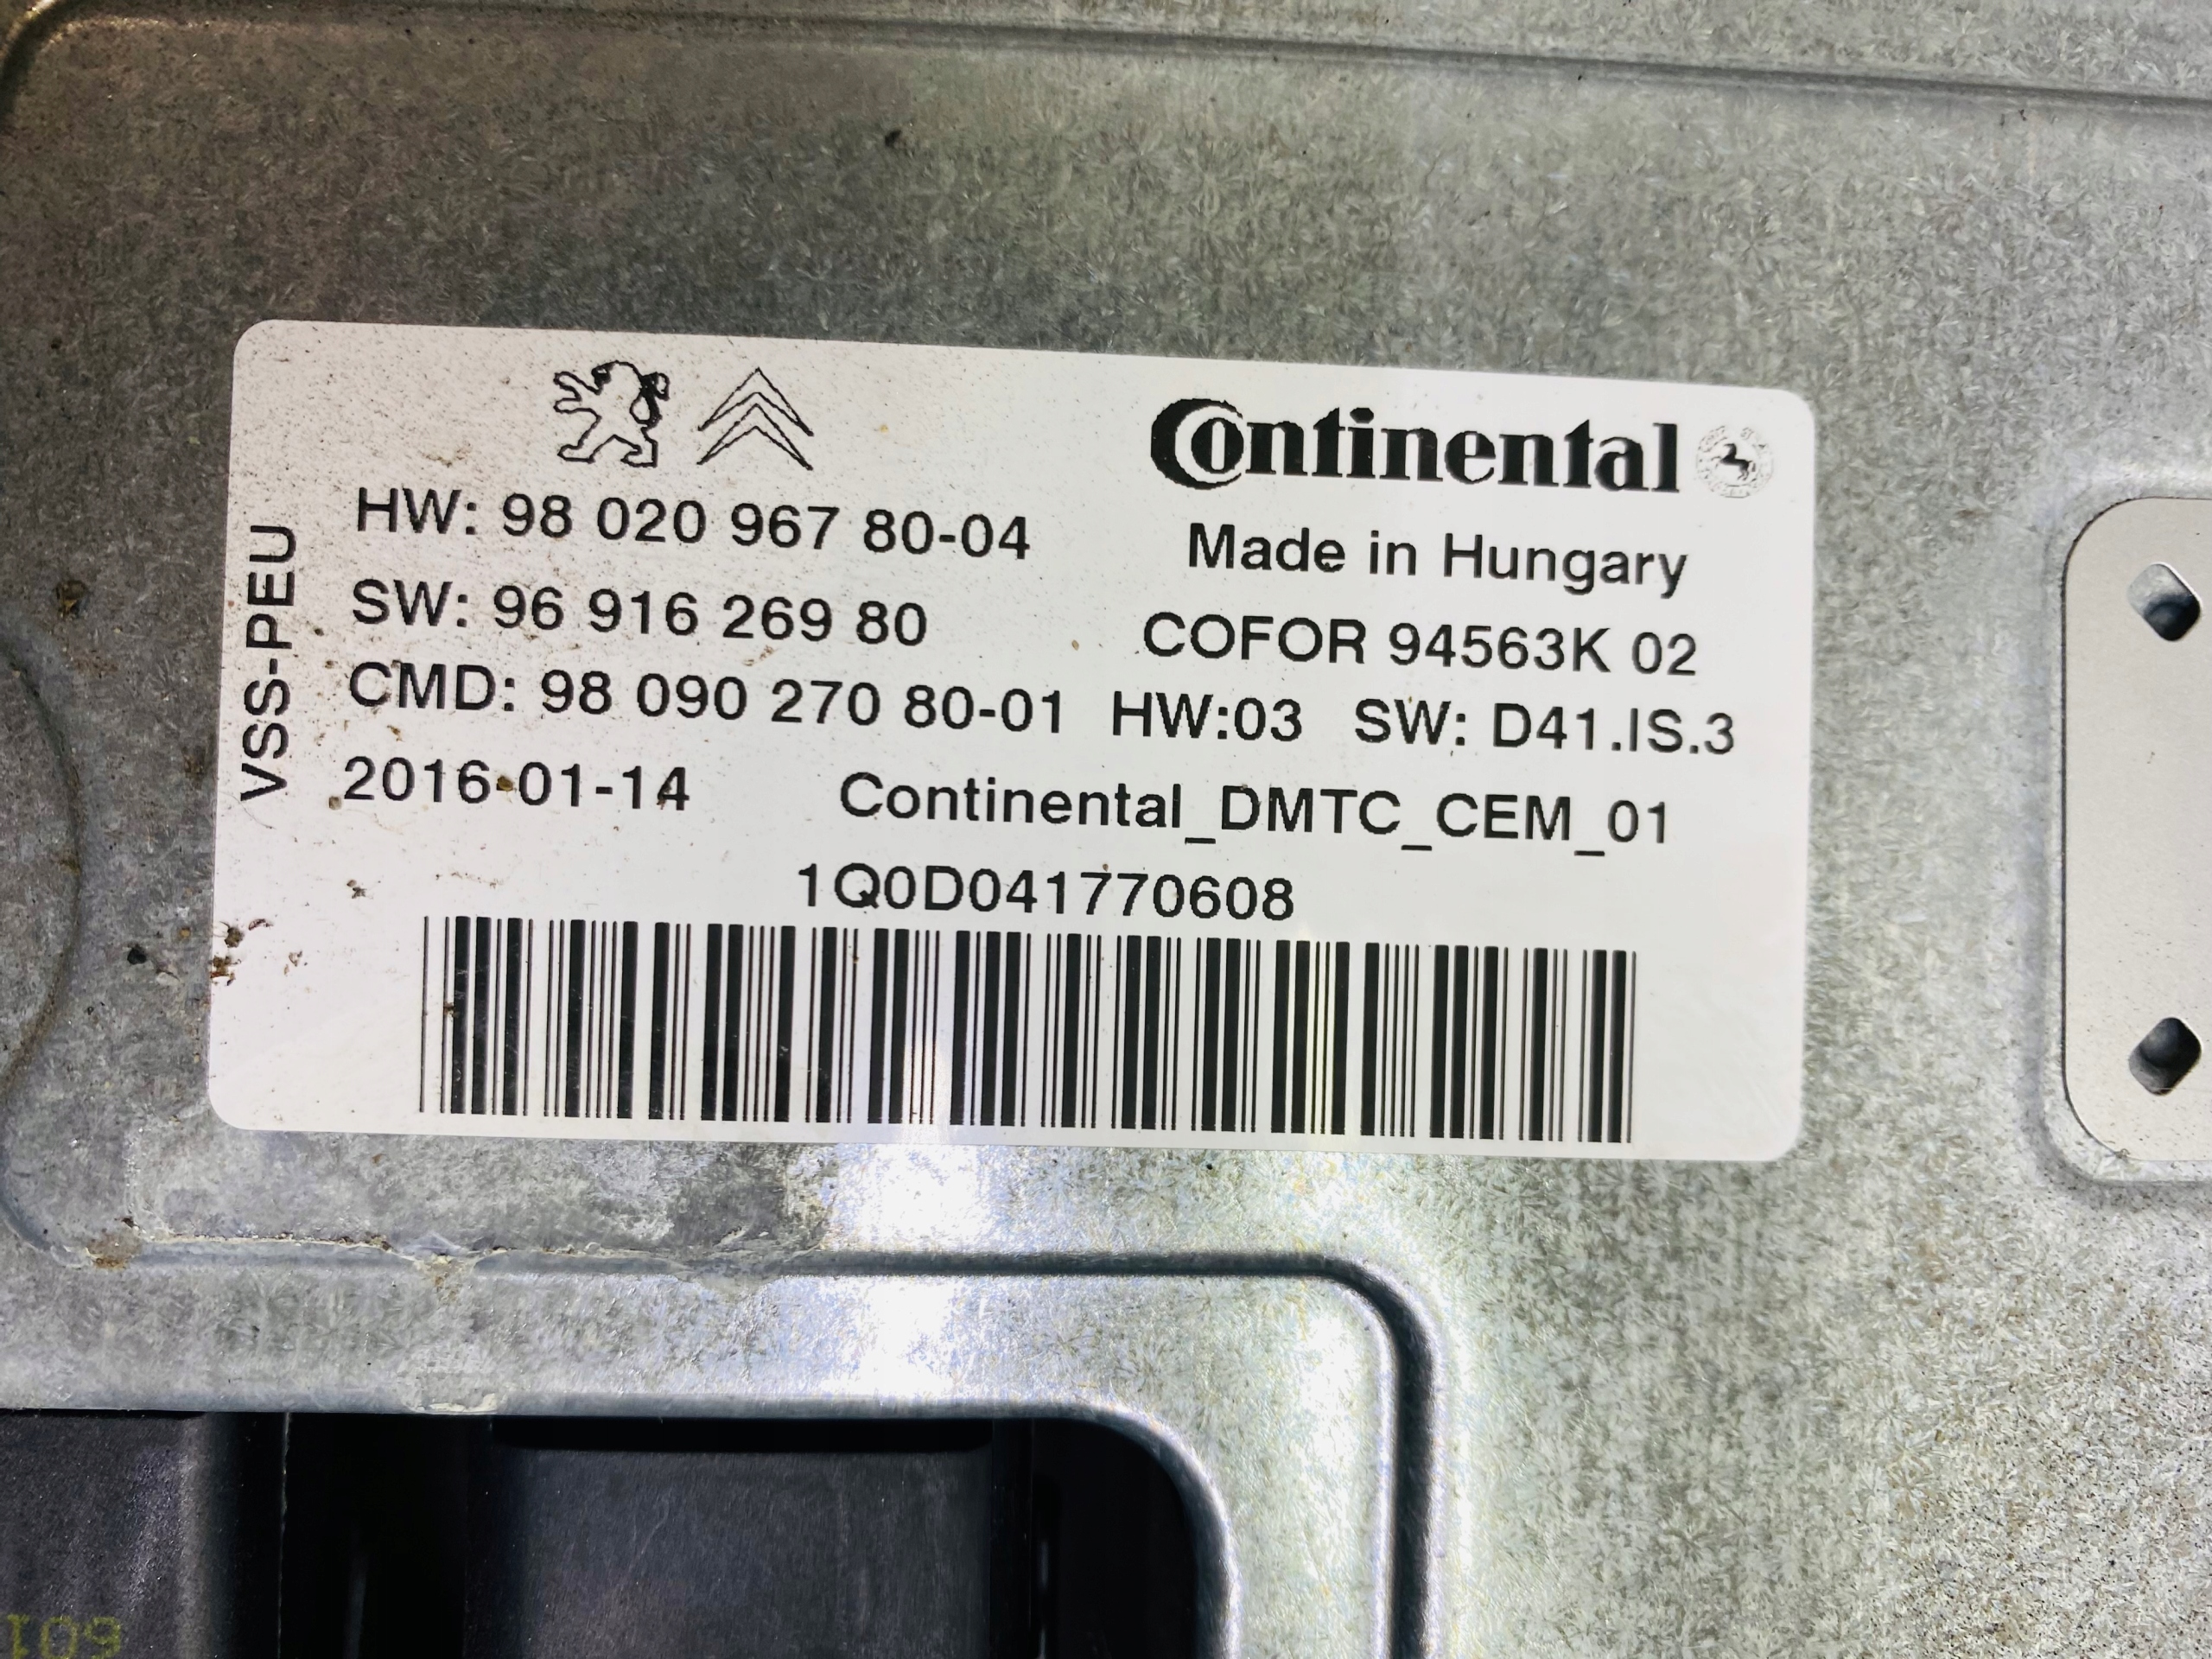 Continental
HW: 98 020 967 80-04
Made in Hungary
SW: 96 916 269 80
COFOR 94563K 02
CMD: 98 090 270 80-01 HW:03 SW: D41.IS.3
2016-01-14 Continental_DMTC_CEM_01
1Q0D041770608
VSS-PEU
601